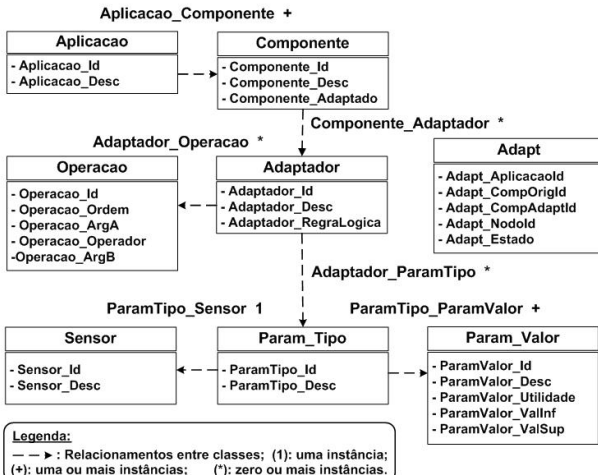 Aplicacao_Componente +
Aplicacao
- Aplicacao_Id
- Aplicacao_Desc
Componente
- Componente_Id
- Componente_Desc
- Componente_Adaptado
Componente_Adaptador *
Adaptador_Operacao *
Operacao
- Operacao_Id
- Operacao_Ordem
- Operacao_ArgA
- Operacao_Operador
-Operacao_ArgB
Adaptador
- Adaptador_Id
- Adaptador_Desc
- Adaptador_RegraLogica
Adapt
- Adapt_AplicacaoId
- Adapt_CompOrigId
- Adapt_CompAdaptId
- Adapt_NodoId
- Adapt_Estado
Adaptador_ParamTipo *
ParamTipo_Sensor 1
ParamTipo_ParamValor +
Sensor
- Sensor_Id
- Sensor_Desc
Param_Tipo
- ParamTipo_Id
- ParamTipo_Desc
Param_Valor
- ParamValor_Id
- ParamValor_Desc
- ParamValor_Utilidade
- ParamValor_ValInf
- ParamValor_ValSup
Legenda:
: Relacionamentos entre classes; (1): uma instância;
(+): uma ou mais instâncias; (*): zero ou mais instâncias.